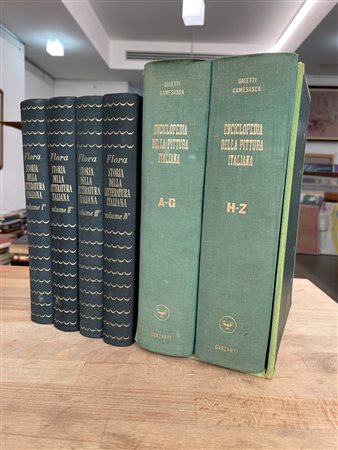 Flora
STORIA
DELLA
LETTERATURA
ITALIANA
volume I°
Flora
STORIA
DELLA
LETTERATURA
ITALIANA
volume II°
Flora
STORIA
DELLA
LETTERATURA
ITALIANA
volume III°
Flora
STORIA
DELLA
LETTERATURA
ITALIANA
volume IV°
GALETTI
CAMESASCA
ENCICLOPEDIA
DELLA PITTURA
ITALIANA
A-G
GARZANTI
GALETTI
CAMESASCA
ENCICLOPEDIA
DELLA PITTURA
ITALIANA
H-Z
GARZANTI